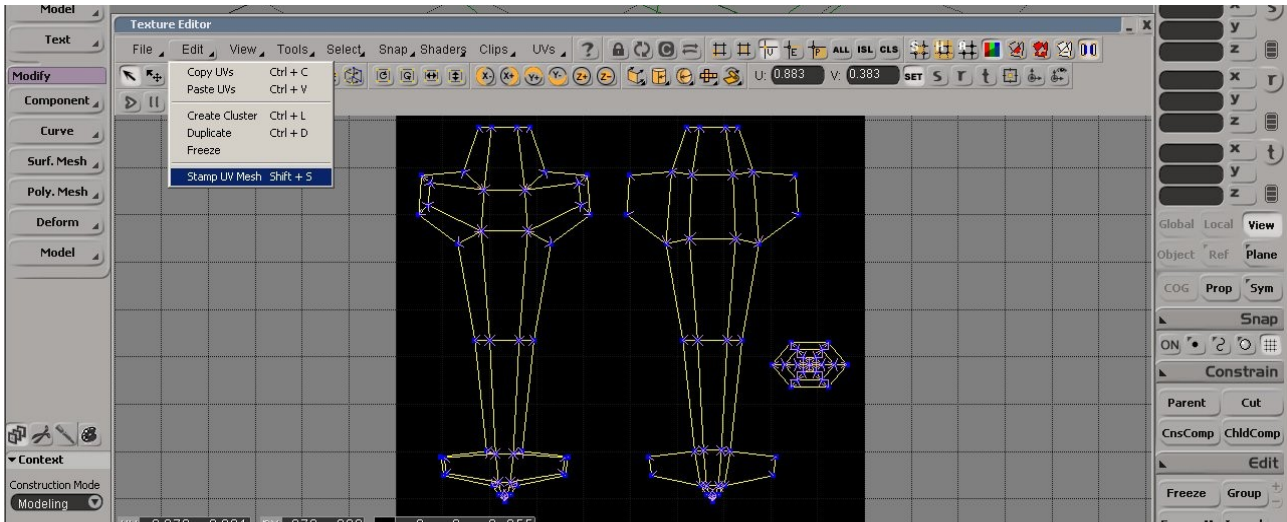 Model
Text
Modify
Component
Curve
Surf. Mesh
Poly. Mesh
Deform
Model
Context
Construction Mode
Modeling
Texture Editor
_ X
File Edit View Tools Select Snap Shaders Clips UVs ? ALL ISL CLS
U: 0.883 V: 0.383 SET S r t
Copy UVs Ctrl + C
Paste UVs Ctrl + V
Create Cluster Ctrl + L
Duplicate Ctrl + D
Freeze
Stamp UV Mesh Shift + S
x s
y
z
x r
y
z
x t
y
z
Global Local View
Object Ref Plane
COG Prop Sym
Snap
ON
Constrain
Parent Cut
CnsComp ChldComp
Edit
Freeze Group